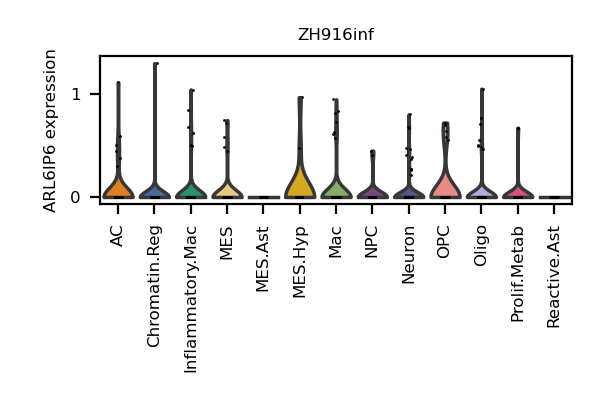 ZH916inf
ARL6IP6 expression
1
0
AC
Chromatin.Reg
Inflammatory.Mac
MES
MES.Ast
MES.Hyp
Mac
NPC
Neuron
OPC
Oligo
Prolif.Metab
Reactive.Ast